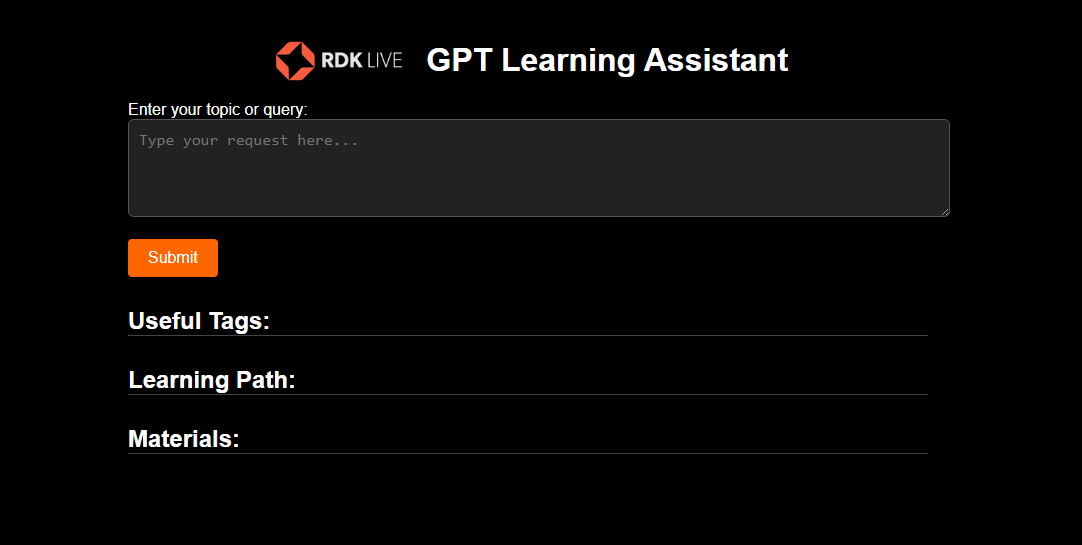 RDK LIVE GPT Learning Assistant
Enter your topic or query:
Type your request here...
Submit
Useful Tags:
Learning Path:
Materials: